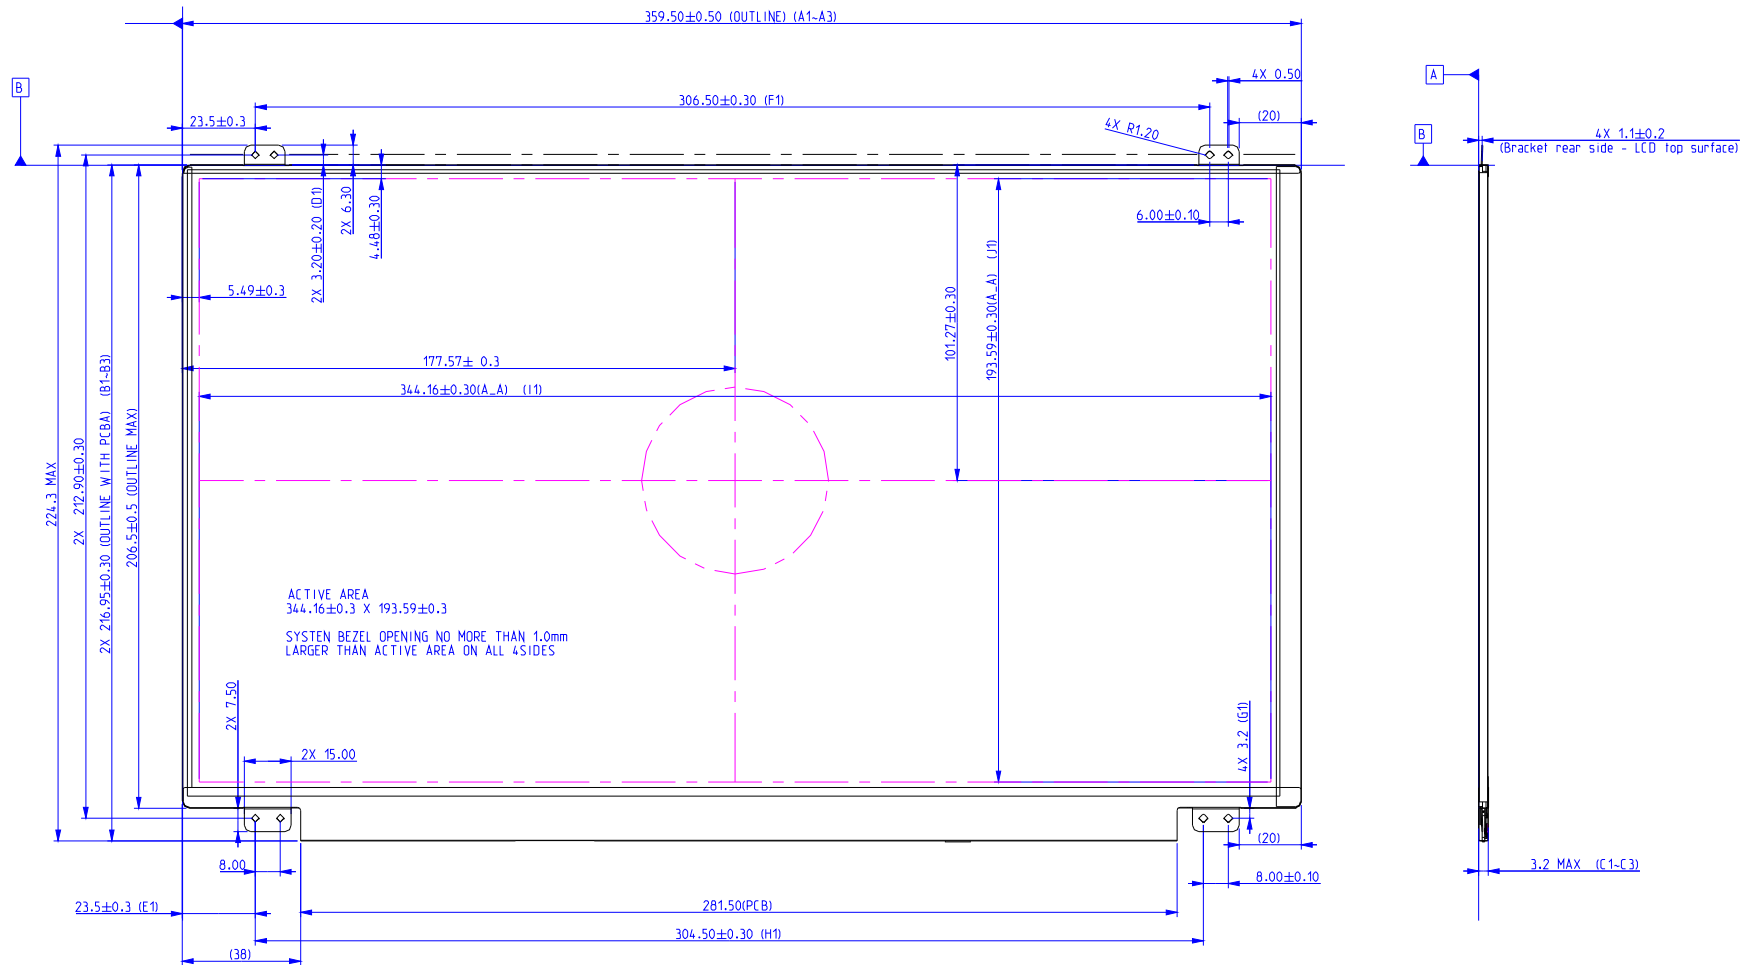 359.50±0.50 (OUTLINE) (A1~A3)
B
A
4X 0.50
306.50±0.30 (F1)
23.5±0.3
(20)
4X R1.20
B
4X 1.1±0.2
(Bracket rear side - LCD top surface)
2X 3.20±0.20 (D1)
2X 6.30
4.48±0.30
6.00±0.10
5.49±0.3
101.27±0.30
193.59±0.30(A_A) (J1)
177.57± 0.3
344.16±0.30(A_A) (I1)
224.3 MAX
2X 212.90±0.30
2X 216.95±0.30 (OUTLINE WITH PCBA) (B1~B3)
206.5±0.5 (OUTLINE MAX)
ACTIVE AREA
344.16±0.3 X 193.59±0.3
SYSTEN BEZEL OPENING NO MORE THAN 1.0mm
LARGER THAN ACTIVE AREA ON ALL 4SIDES
2X 7.50
2X 15.00
4X 3.2 (G1)
(20)
8.00
8.00±0.10
3.2 MAX (C1~C3)
23.5±0.3 (E1)
281.50(PCB)
304.50±0.30 (H1)
(38)